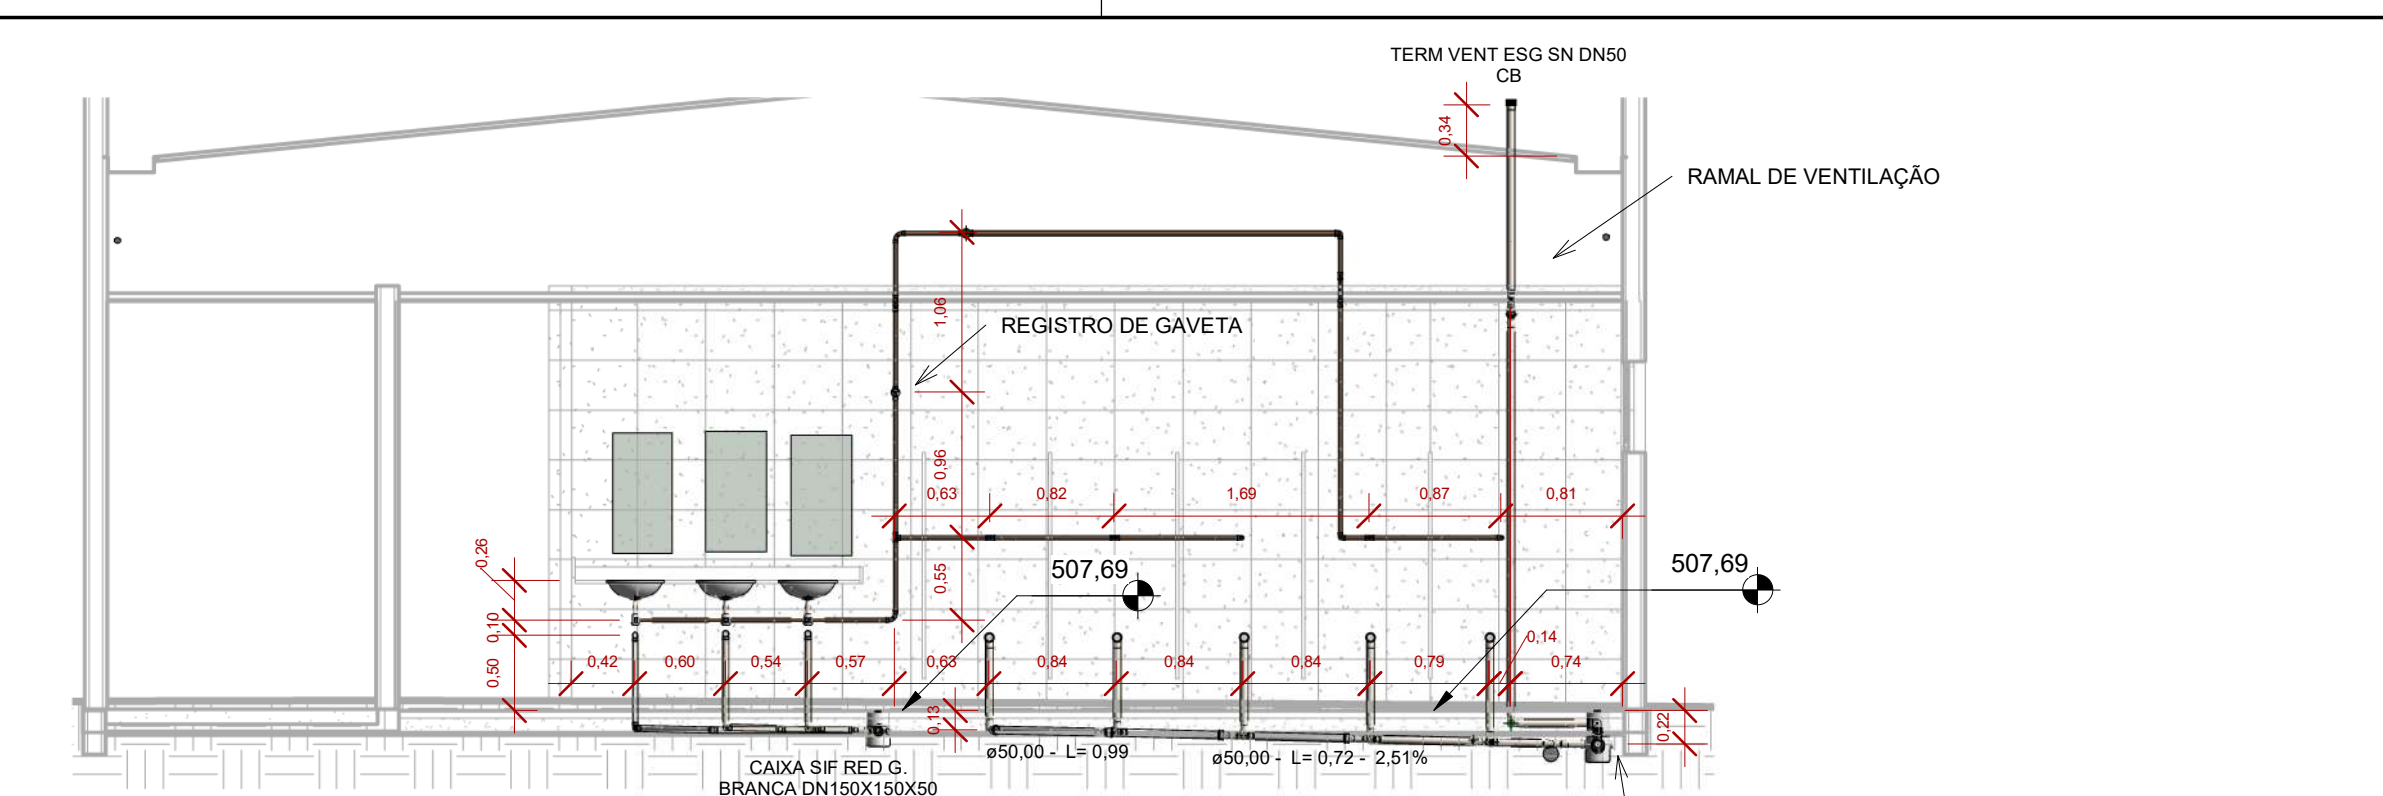 TERM VENT ESG SN DN50
CB
0,34
RAMAL DE VENTILAÇÃO
1,06
REGISTRO DE GAVETA
0,96
0,63 0,82 1,69 0,87 0,81
0,26
0,55
507,69
507,69
0,10
0,50
0,14
0,42 0,60 0,54 0,57 0,63 0,84 0,84 0,84 0,79 0,74
0,13
0,22
ø50,00 - L= 0,99
ø50,00 - L= 0,72 - 2,51%
CAIXA SIF RED G.
BRANCA DN150X150X50